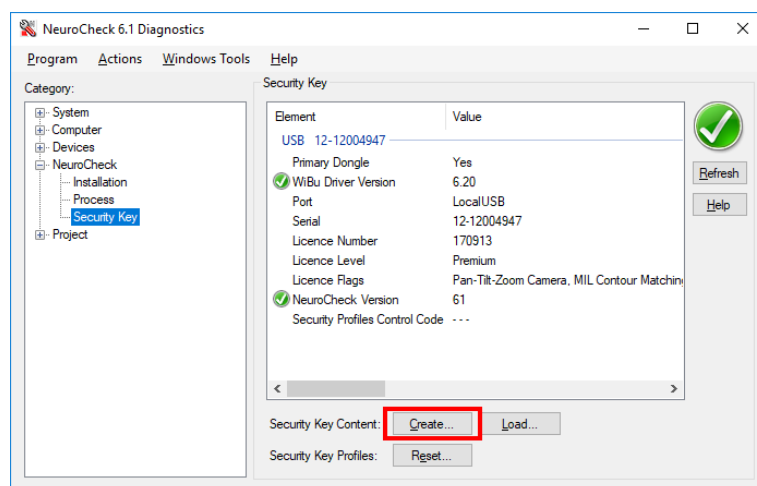 NeuroCheck 6.1 Diagnostics
Program Actions Windows Tools Help
Category:
System
Computer
Devices
NeuroCheck
Installation
Process
Security Key
Project
Security Key
Element Value
USB 12-12004947
Primary Dongle Yes
WiBu Driver Version 6.20
Port LocalUSB
Serial 12-12004947
Licence Number 170913
Licence Level Premium
Licence Flags Pan-Tilt-Zoom Camera, MIL Contour Matching
NeuroCheck Version 61
Security Profiles Control Code - - -
Refresh
Help
Security Key Content: Create... Load...
Security Key Profiles: Reset...